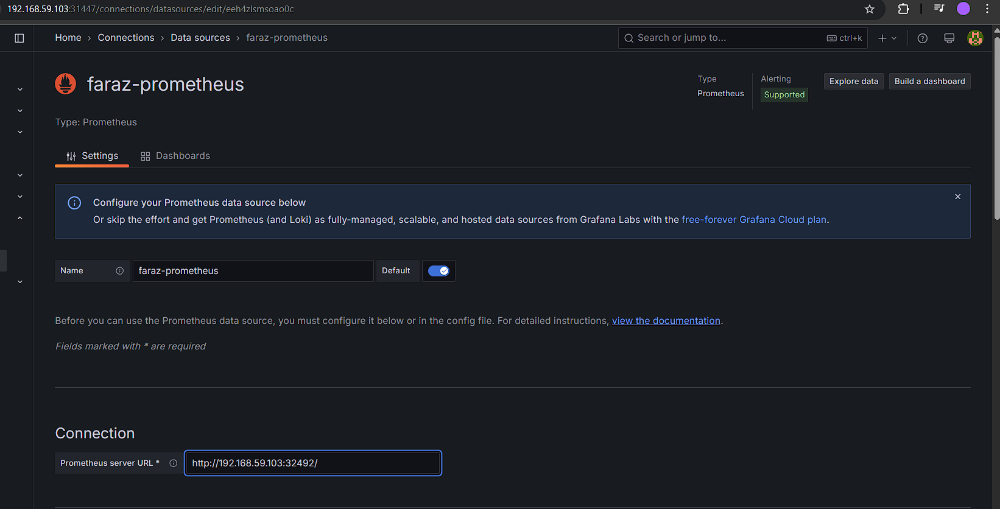 192.168.59.103:31447/connections/datasources/edit/eeh4zlsmsoao0c
Home › Connections › Data sources › faraz-prometheus
Search or jump to...
ctrl+k
faraz-prometheus
Type
Prometheus
Alerting
Supported
Explore data
Build a dashboard
Type: Prometheus
Settings
Dashboards
Configure your Prometheus data source below
Or skip the effort and get Prometheus (and Loki) as fully-managed, scalable, and hosted data sources from Grafana Labs with the free-forever Grafana Cloud plan.
Name
faraz-prometheus
Default
Before you can use the Prometheus data source, you must configure it below or in the config file. For detailed instructions, view the documentation.
Fields marked with * are required
Connection
Prometheus server URL *
http://192.168.59.103:32492/